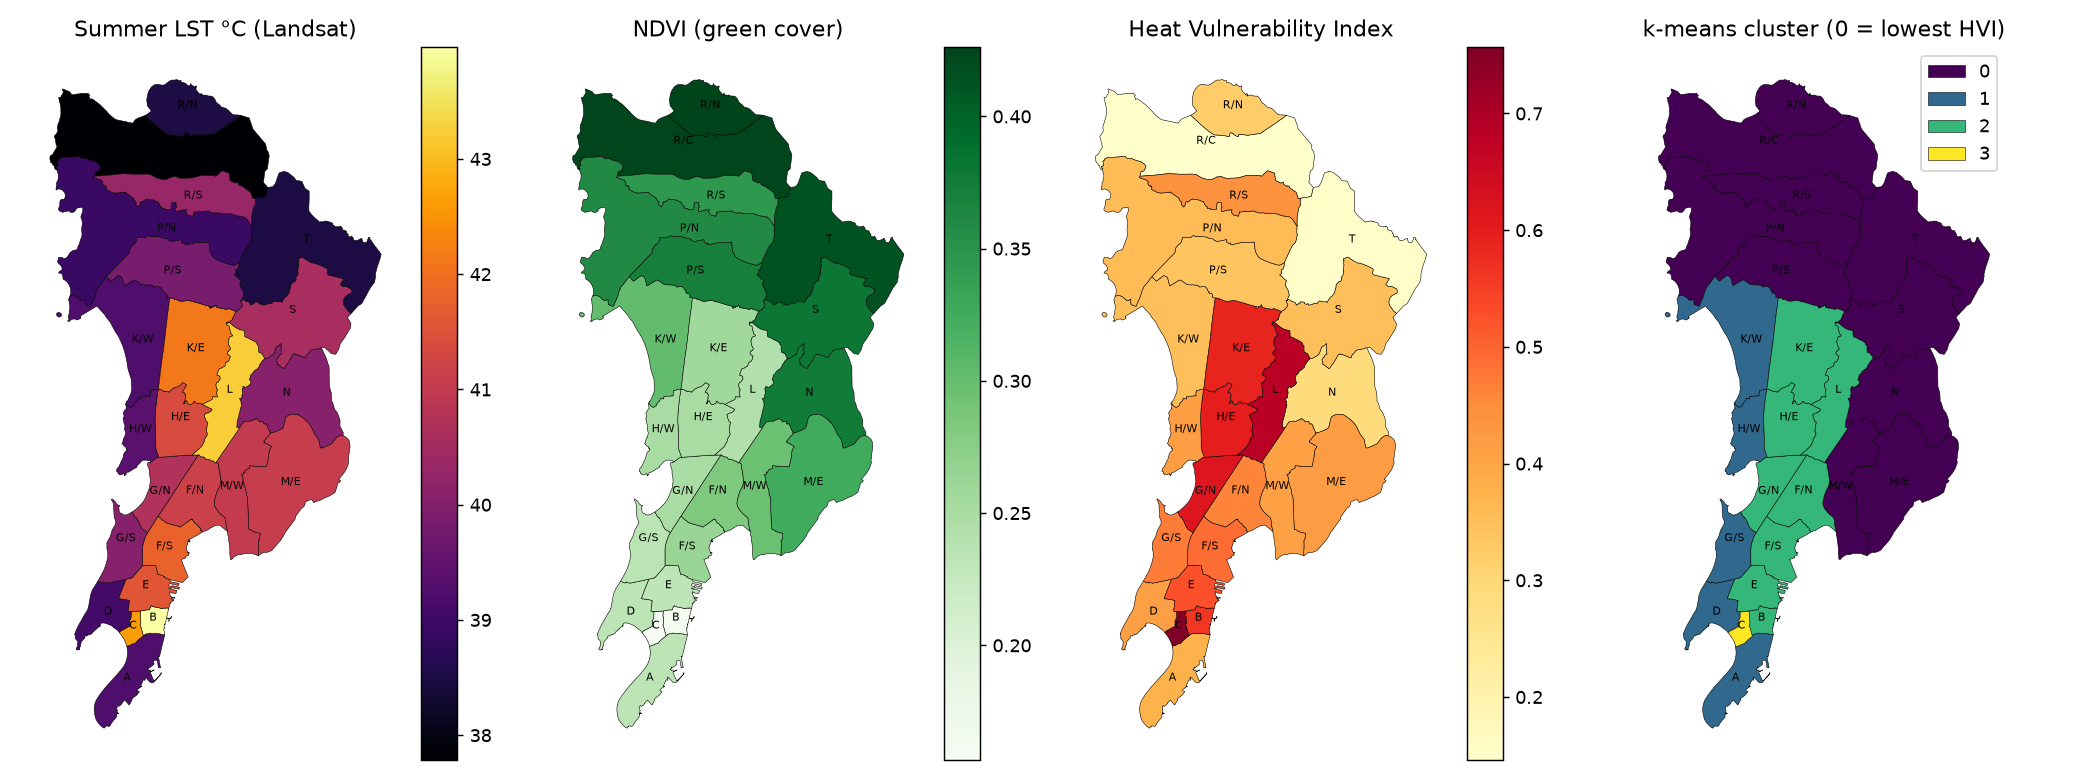 Summer LST °C (Landsat)
R/N
R/S
P/N
T
P/S
S
K/W
K/E
L
N
H/E
H/W
G/N
F/N
M/W
M/E
G/S
F/S
E
D
B
C
A
43
42
41
40
39
38
NDVI (green cover)
R/N
R/C
R/S
P/N
T
P/S
S
K/W
K/E
L
N
H/E
H/W
G/N
F/N
M/W
M/E
G/S
F/S
E
D
B
C
A
0.40
0.35
0.30
0.25
0.20
Heat Vulnerability Index
R/N
R/C
R/S
P/N
T
P/S
S
K/W
K/E
L
N
H/E
H/W
G/N
F/N
M/W
M/E
G/S
F/S
E
D
B
C
A
0.7
0.6
0.5
0.4
0.3
0.2
k-means cluster (0 = lowest HVI)
0
1
2
3
R/N
R/C
R/S
P/N
T
P/S
S
K/W
K/E
L
N
H/E
H/W
G/N
F/N
M/W
M/E
G/S
F/S
E
D
B
C
A